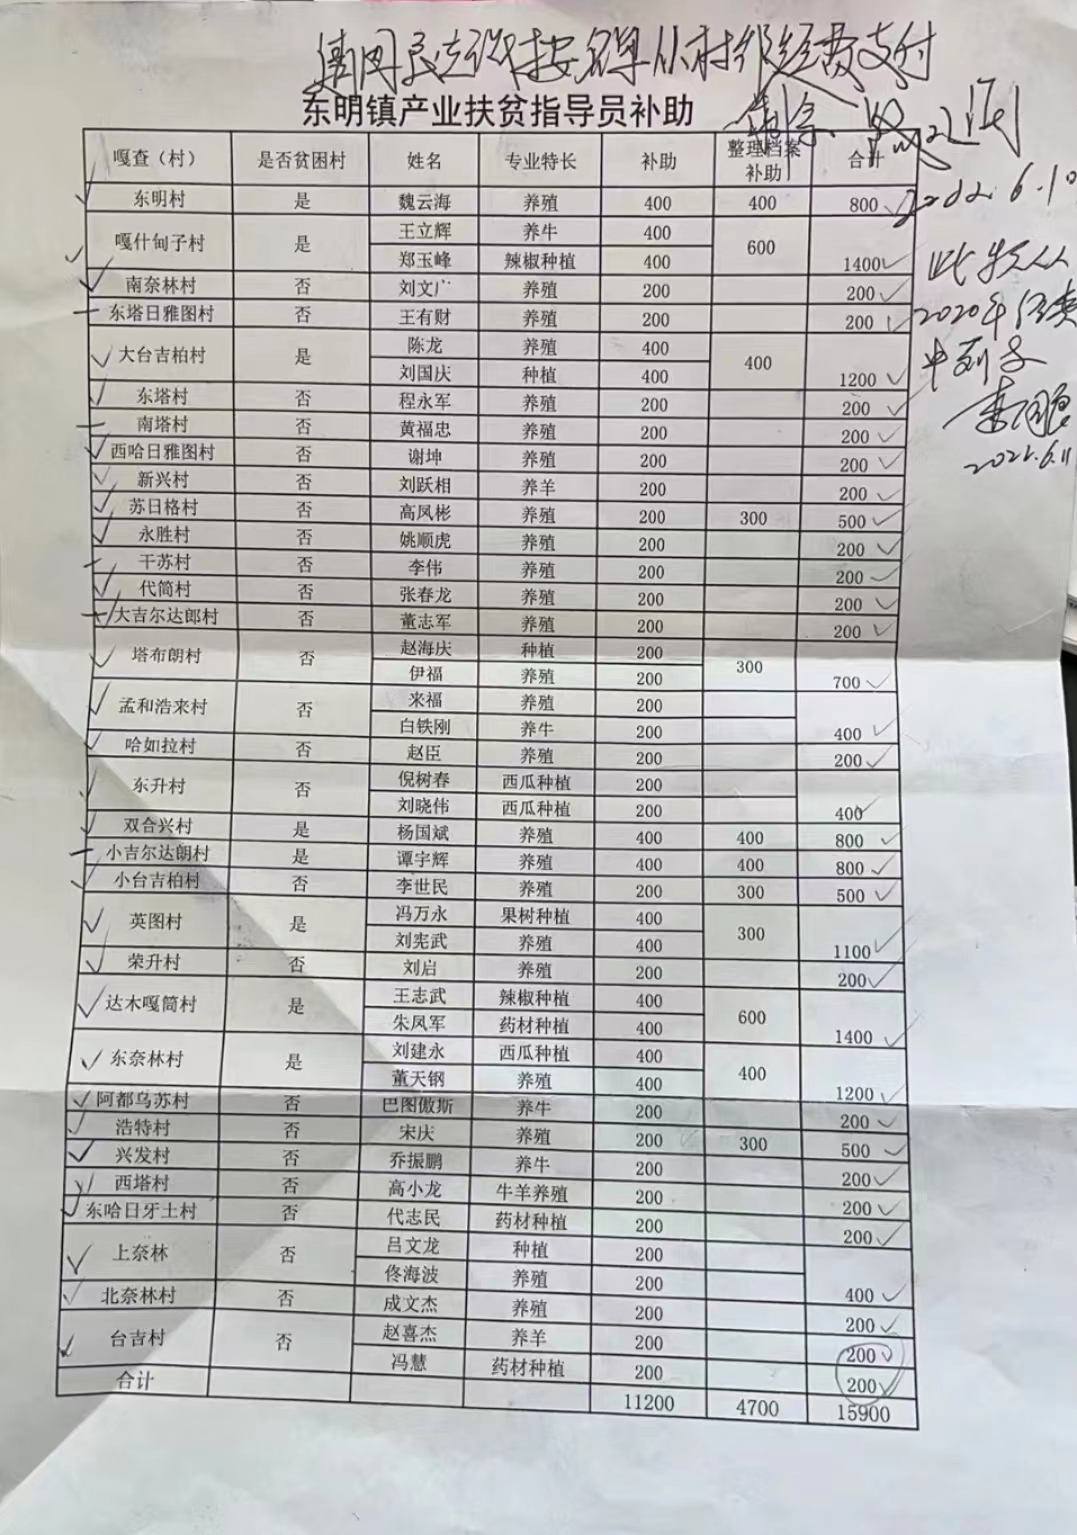 按名单从村级经费支付
东明镇产业扶贫指导员补助
嘎查（村） 是否贫困村 姓名 专业特长 补助 整理档案补助 合计
东明村 是 魏云海 养殖 400 400 800
2022.6.10
嘎什甸子村 是 王立辉 养牛 400 600 1400
郑玉峰 辣椒种植 400
南奈林村 否 刘文广 养殖 200 200
东塔日雅图村 否 王有财 养殖 200 200
2020年
大台吉柏村 是 陈龙 养殖 400 400 1200
刘国庆 种植 400
中列支
东塔村 否 程永军 养殖 200 200
南塔村 否 黄福忠 养殖 200 200
西哈日雅图村 否 谢坤 养殖 200 200
2022.6.11
新兴村 否 刘跃相 养羊 200 200
苏日格村 否 高凤彬 养殖 200 300 500
永胜村 否 姚顺虎 养殖 200 200
干苏村 否 李伟 养殖 200 200
代筒村 否 张春龙 养殖 200 200
大吉尔达郎村 否 董志军 养殖 200 200
塔布朗村 否 赵海庆 种植 200 300 700
伊福 养殖 200
孟和浩来村 否 来福 养殖 200 400
白铁刚 养牛 200
哈如拉村 否 赵臣 养殖 200 200
东升村 否 倪树春 西瓜种植 200 400
刘晓伟 西瓜种植 200
双合兴村 是 杨国斌 养殖 400 400 800
小吉尔达朗村 是 谭宇辉 养殖 400 400 800
小台吉柏村 否 李世民 养殖 200 300 500
英图村 是 冯万永 果树种植 400 300 1100
刘宪武 养殖 400
荣升村 否 刘启 养殖 200 200
达木嘎筒村 是 王志武 辣椒种植 400 600 1400
朱凤军 药材种植 400
东奈林村 是 刘建永 西瓜种植 400 400 1200
董天钢 养殖 400
阿都乌苏村 否 巴图傲斯 养牛 200 200
浩特村 否 宋庆 养殖 200 300 500
兴发村 否 乔振鹏 养牛 200 200
西塔村 否 高小龙 牛羊养殖 200 200
东哈日牙土村 否 代志民 药材种植 200 200
上奈林 否 吕文龙 种植 200 400
佟海波 养殖 200
北奈林村 否 成文杰 养殖 200 200
台吉村 否 赵喜杰 养羊 200 200
冯慧 药材种植 200 200
合计 11200 4700 15900